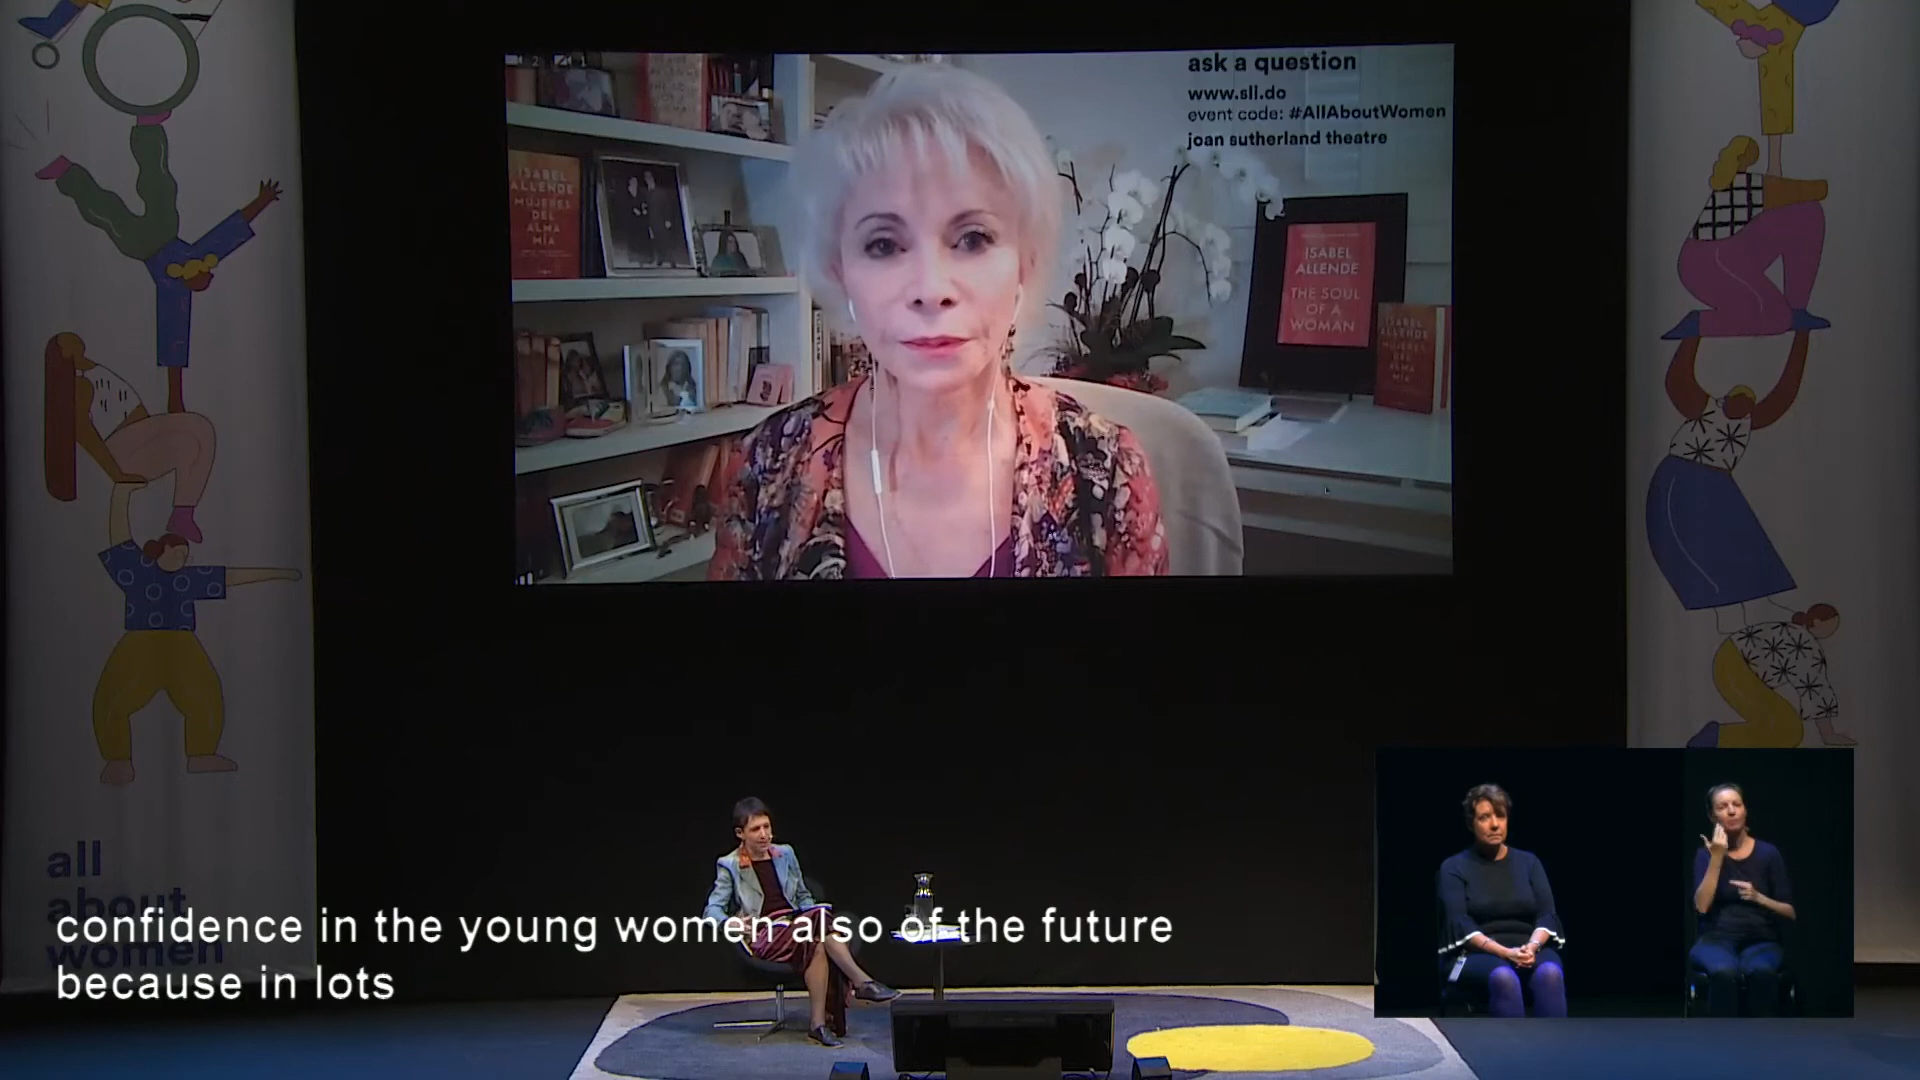 ask a question
www.sli.do
event code: #AllAboutWomen
joan sutherland theatre
ISABEL
ALLENDE
MUJERES
DEL
ALMA
MÍA
ISABEL
ALLENDE
THE SOUL
OF A
WOMAN
ISABEL
ALLENDE
MUJERES
DEL
ALMA
MÍA
all
about
women
confidence in the young women also of the future
because in lots